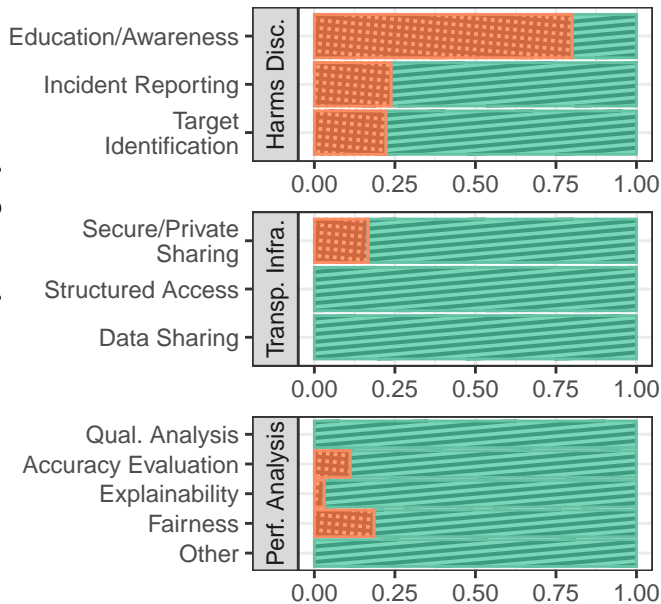 Harms Disc.
Education/Awareness
Incident Reporting
Target
Identification
0.00 0.25 0.50 0.75 1.00
Transp. Infra.
Secure/Private
Sharing
Structured Access
Data Sharing
0.00 0.25 0.50 0.75 1.00
Perf. Analysis
Qual. Analysis
Accuracy Evaluation
Explainability
Fairness
Other
0.00 0.25 0.50 0.75 1.00